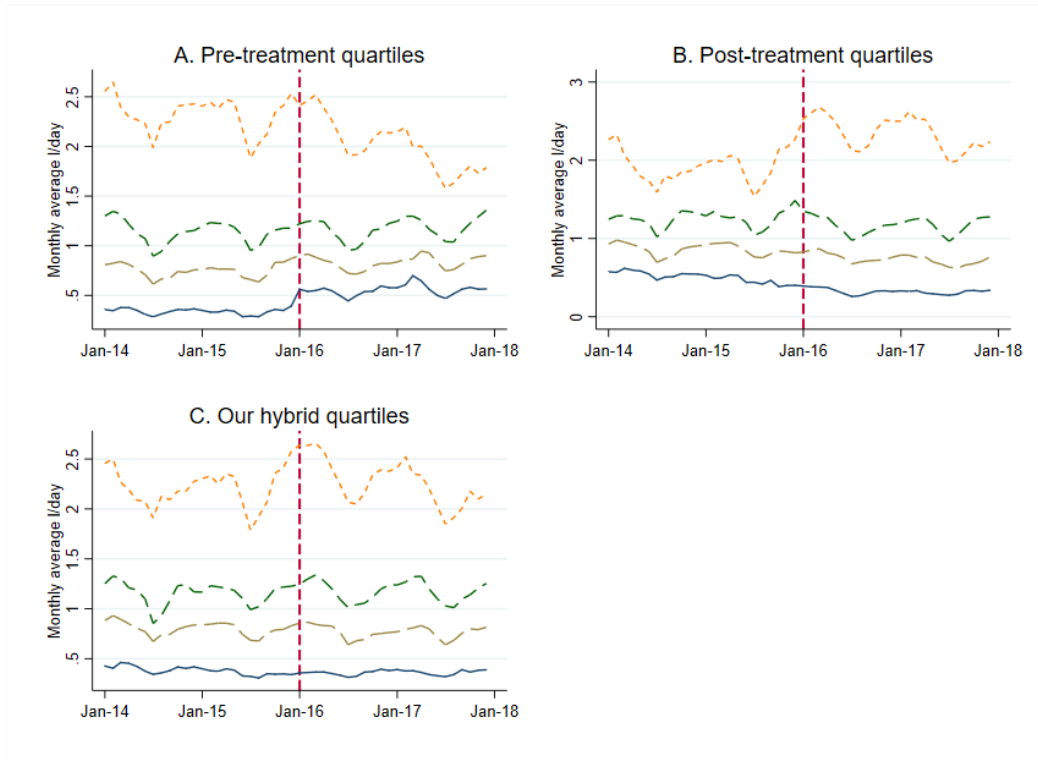 A. Pre-treatment quartiles
Monthly average l/day
2.5
2
1.5
1
.5
Jan-14 Jan-15 Jan-16 Jan-17 Jan-18
B. Post-treatment quartiles
Monthly average l/day
3
2
1
0
Jan-14 Jan-15 Jan-16 Jan-17 Jan-18
C. Our hybrid quartiles
Monthly average l/day
2.5
2
1.5
1
.5
Jan-14 Jan-15 Jan-16 Jan-17 Jan-18